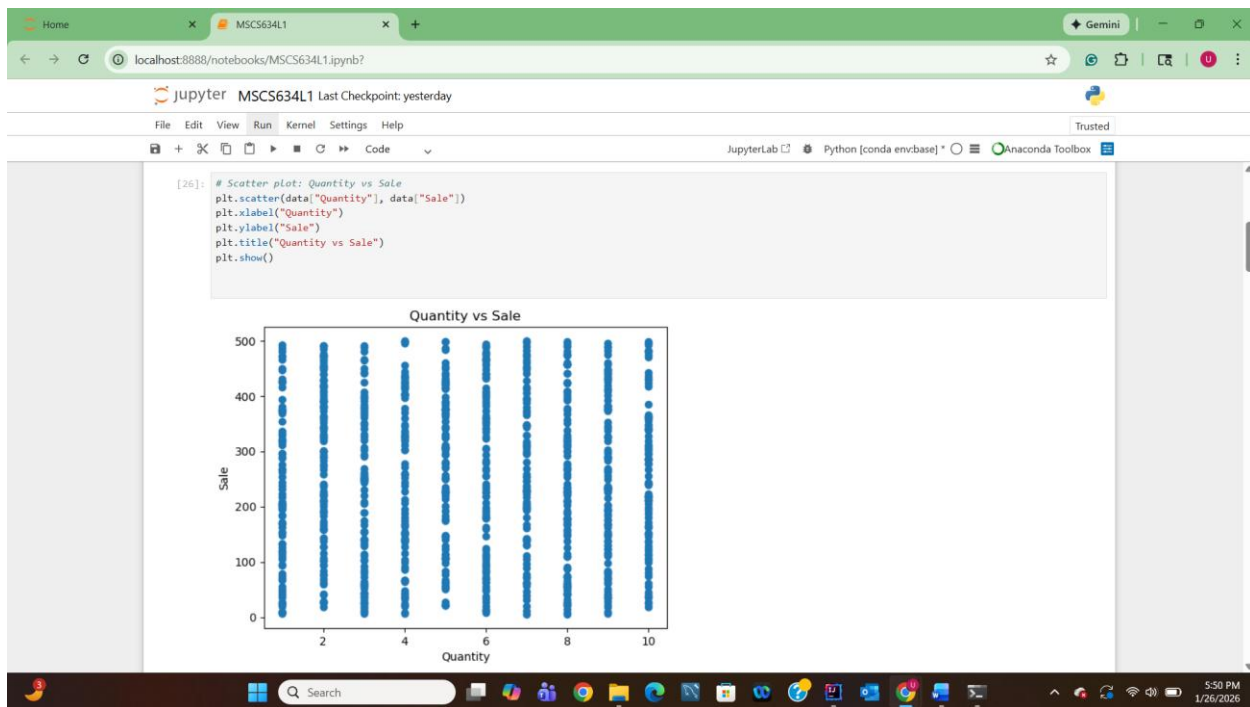 Home
MSCS634L1
Gemini
localhost:8888/notebooks/MSCS634L1.ipynb?
U
jupyter MSCS634L1 Last Checkpoint: yesterday
File Edit View Run Kernel Settings Help
Trusted
Code
JupyterLab
Python [conda env:base] *
Anaconda Toolbox
[26]: # Scatter plot: Quantity vs Sale
plt.scatter(data["Quantity"], data["Sale"])
plt.xlabel("Quantity")
plt.ylabel("Sale")
plt.title("Quantity vs Sale")
plt.show()
Quantity vs Sale
500
400
300
200
100
0
Sale
2 4 6 8 10
Quantity
3
Search
5:50 PM
1/26/2026